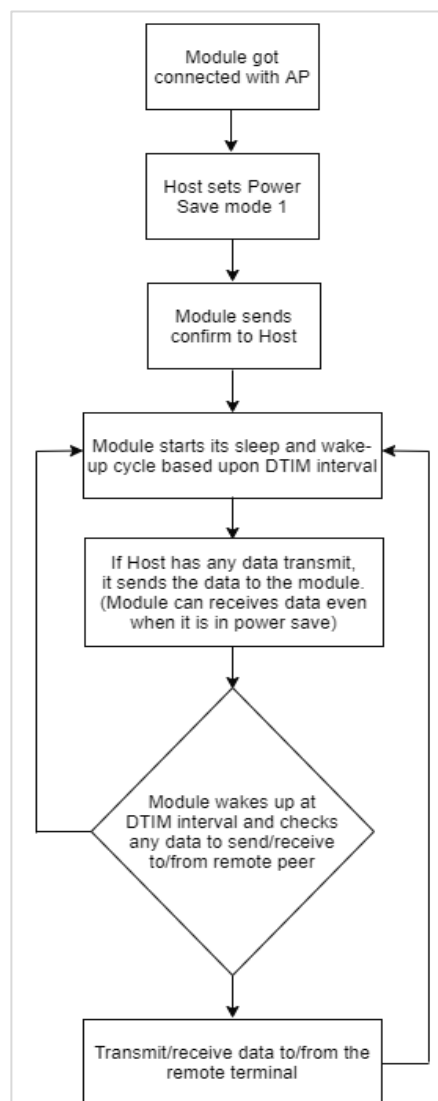 Module got
connected with AP
Host sets Power
Save mode 1
Module sends
confirm to Host
Module starts its sleep and wake-
up cycle based upon DTIM interval
If Host has any data transmit,
it sends the data to the module.
(Module can receives data even
when it is in power save)
Module wakes up at
DTIM interval and checks
any data to send/receive
to/from remote peer
Transmit/receive data to/from the
remote terminal